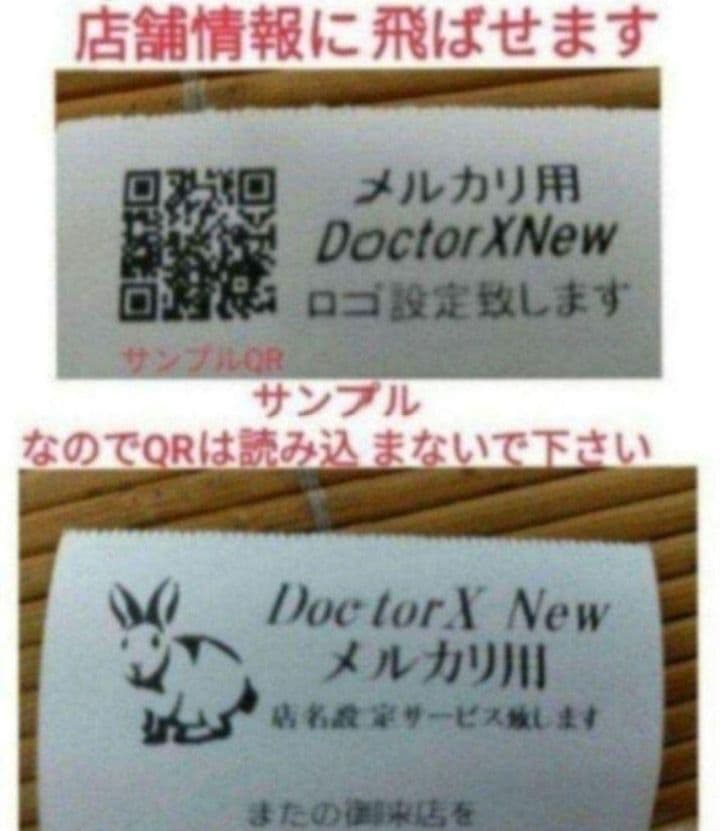 店舗情報に 飛ばせます
メルカリ用
DoctorXNew
ロゴ設定致します
サンプルQR
サンプル
なのでQRは読み込 まないで下さい
DoctorX New
メルカリ用
店名設定サービス致します
またの御来店を